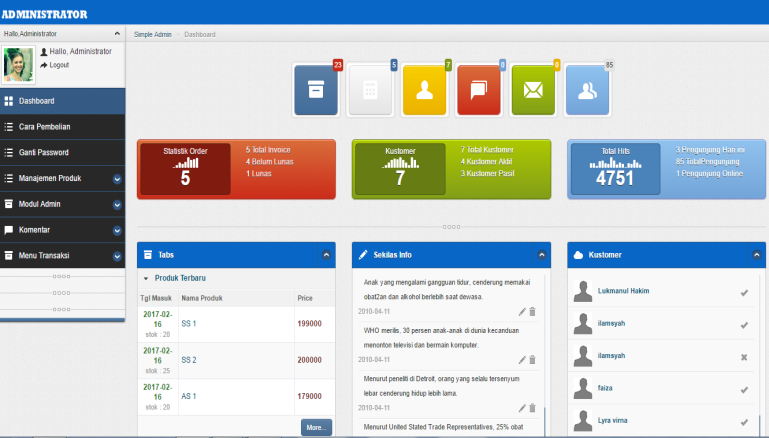 ADMINISTRATOR
Hallo, Administrator
Simple Admin
Dashboard
Hallo, Administrator
Logout
Dashboard
Cara Pembelian
Ganti Password
Manajemen Produk
Modul Admin
Komentar
Menu Transaksi
23
5
7
0
0
85
Statistik Order
5
5 Total Invoice
4 Belum Lunas
1 Lunas
Kustomer
7
7 Total Kustomer
4 Kustomer Aktif
3 Kustomer Pasif
Total Hits
4751
3 Pengunjung Hari ini
85 TotalPengunjung
1 Pengunjung Online
Tabs
Produk Terbaru
Tgl Masuk Nama Produk Price
2017-02-
16
stok : 20
SS 1 199000
2017-02-
16
stok : 25
SS 2 200000
2017-02-
16
stok : 20
AS 1 179000
More...
Sekilas Info
Anak yang mengalami gangguan tidur, cenderung memakai
obat2an dan alkohol berlebih saat dewasa.
2010-04-11
WHO merilis, 30 persen anak-anak di dunia kecanduan
menonton televisi dan bermain komputer.
2010-04-11
Menurut peneliti di Detroit, orang yang selalu tersenyum
lebar cenderung hidup lebih lama.
2010-04-11
Menurut United Stated Trade Representatives, 25% obat
Kustomer
Lukmanul Hakim
ilamsyah
ilamsyah
faiza
Lyra virna